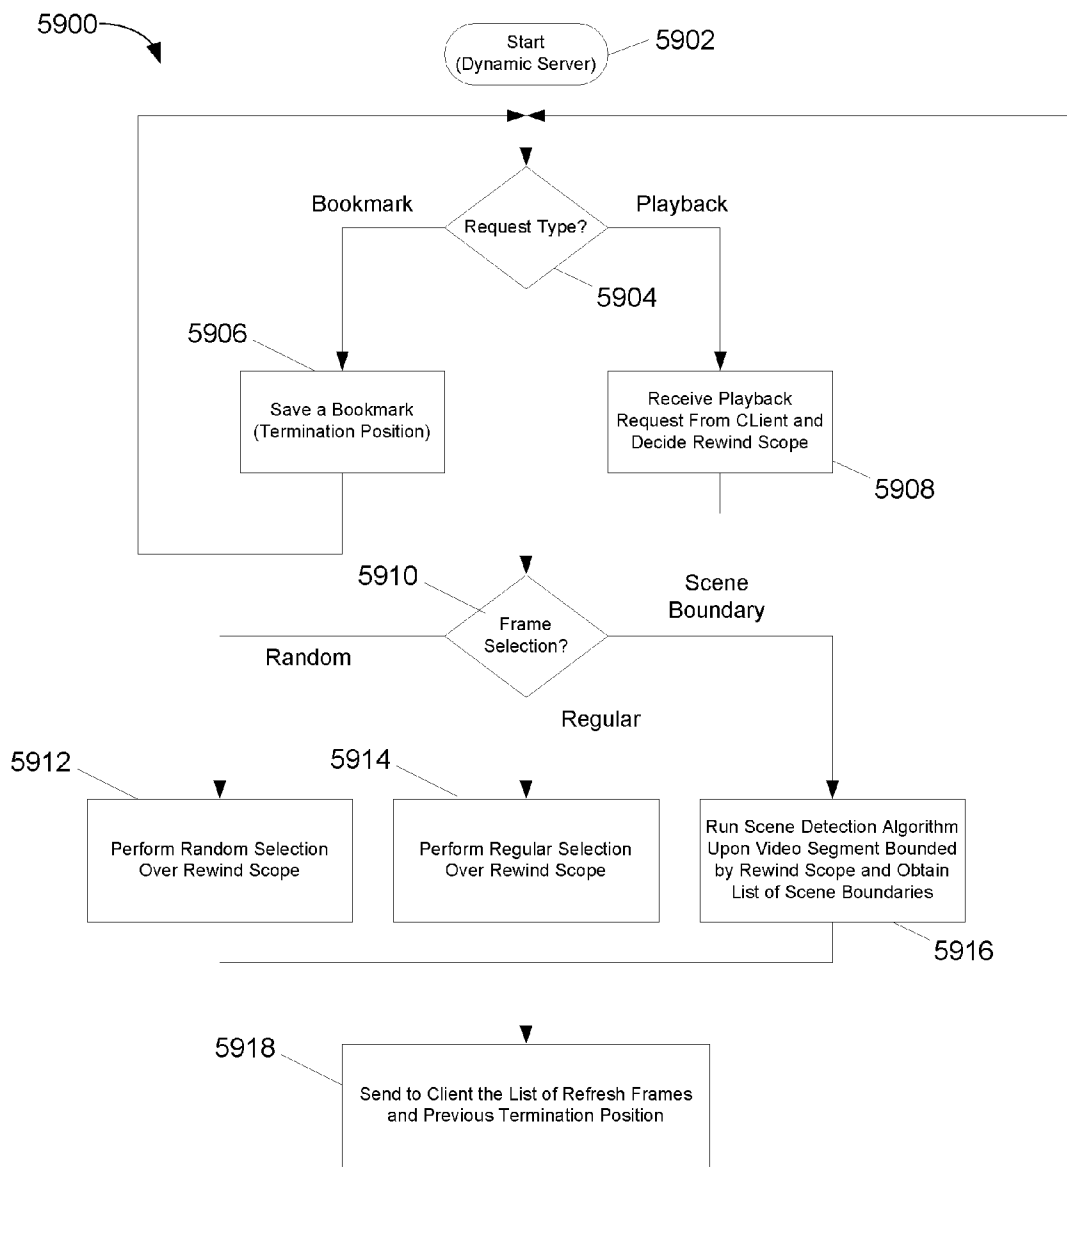 5900
Start
(Dynamic Server)
5902
Bookmark
Playback
Request Type?
5904
5906
Save a Bookmark
(Termination Position)
Receive Playback
Request From CLient and
Decide Rewind Scope
5908
5910
Frame
Selection?
Scene
Boundary
Random
Regular
5912
5914
Perform Random Selection
Over Rewind Scope
Perform Regular Selection
Over Rewind Scope
Run Scene Detection Algorithm
Upon Video Segment Bounded
by Rewind Scope and Obtain
List of Scene Boundaries
5916
5918
Send to Client the List of Refresh Frames
and Previous Termination Position